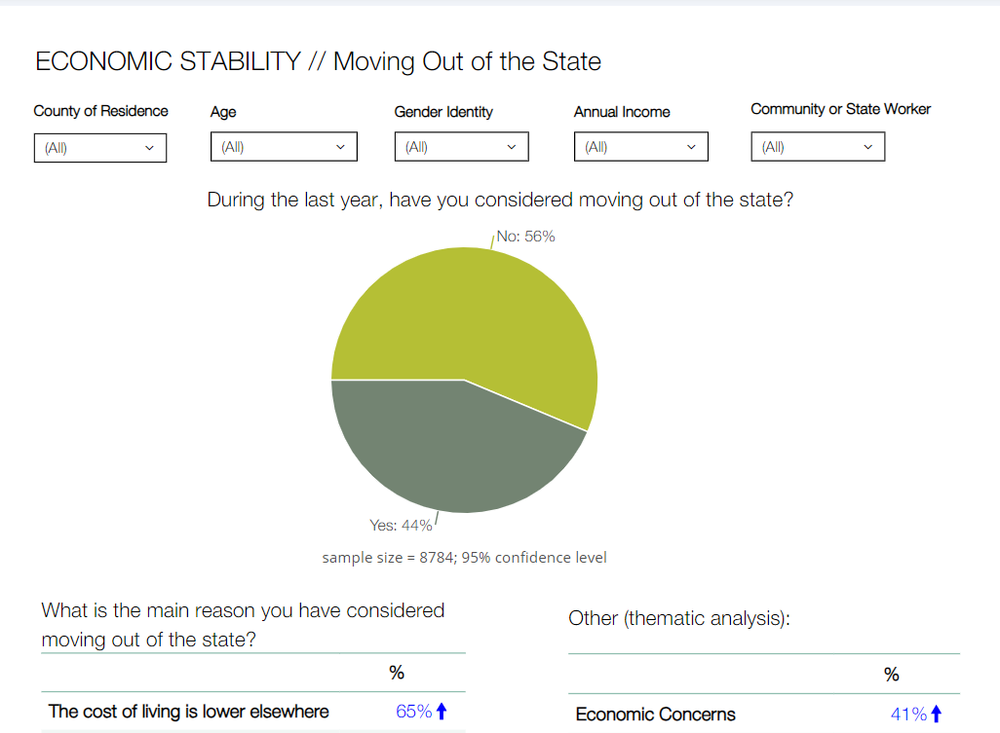 ECONOMIC STABILITY // Moving Out of the State
County of Residence Age Gender Identity Annual Income Community or State Worker
(All) (All) (All) (All) (All)
During the last year, have you considered moving out of the state?
No: 56%
Yes: 44%
sample size = 8784; 95% confidence level
What is the main reason you have considered
moving out of the state?
%
The cost of living is lower elsewhere 65%
Other (thematic analysis):
%
Economic Concerns 41%